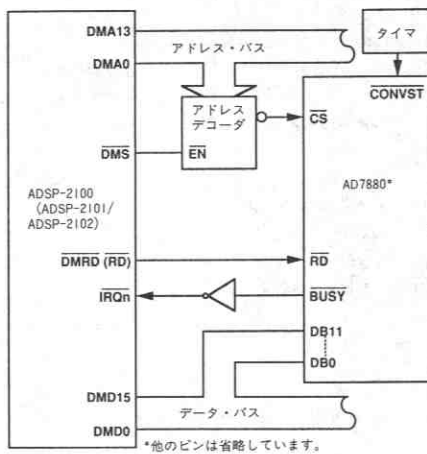 DMA13
DMA0
アドレス・バス
タイマ
アドレス
デコーダ
CONVST
CS
DMS
EN
ADSP-2100
(ADSP-2101/
ADSP-2102)
AD7880*
DMRD (RD)
RD
IRQn
BUSY
DB11
DB0
DMD15
データ・バス
DMD0
*他のピンは省略しています。